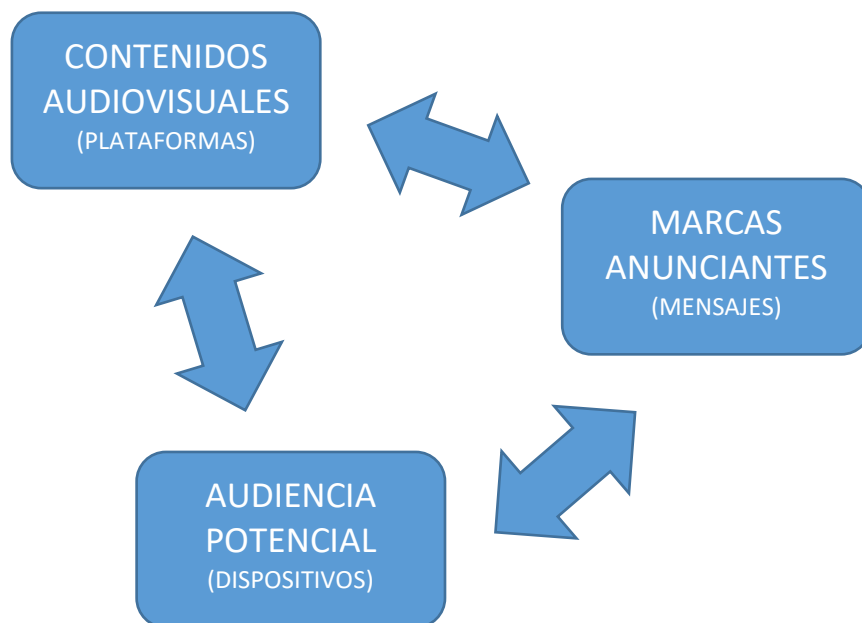 CONTENIDOS
AUDIOVISUALES
(PLATAFORMAS)
MARCAS
ANUNCIANTES
(MENSAJES)
AUDIENCIA
POTENCIAL
(DISPOSITIVOS)